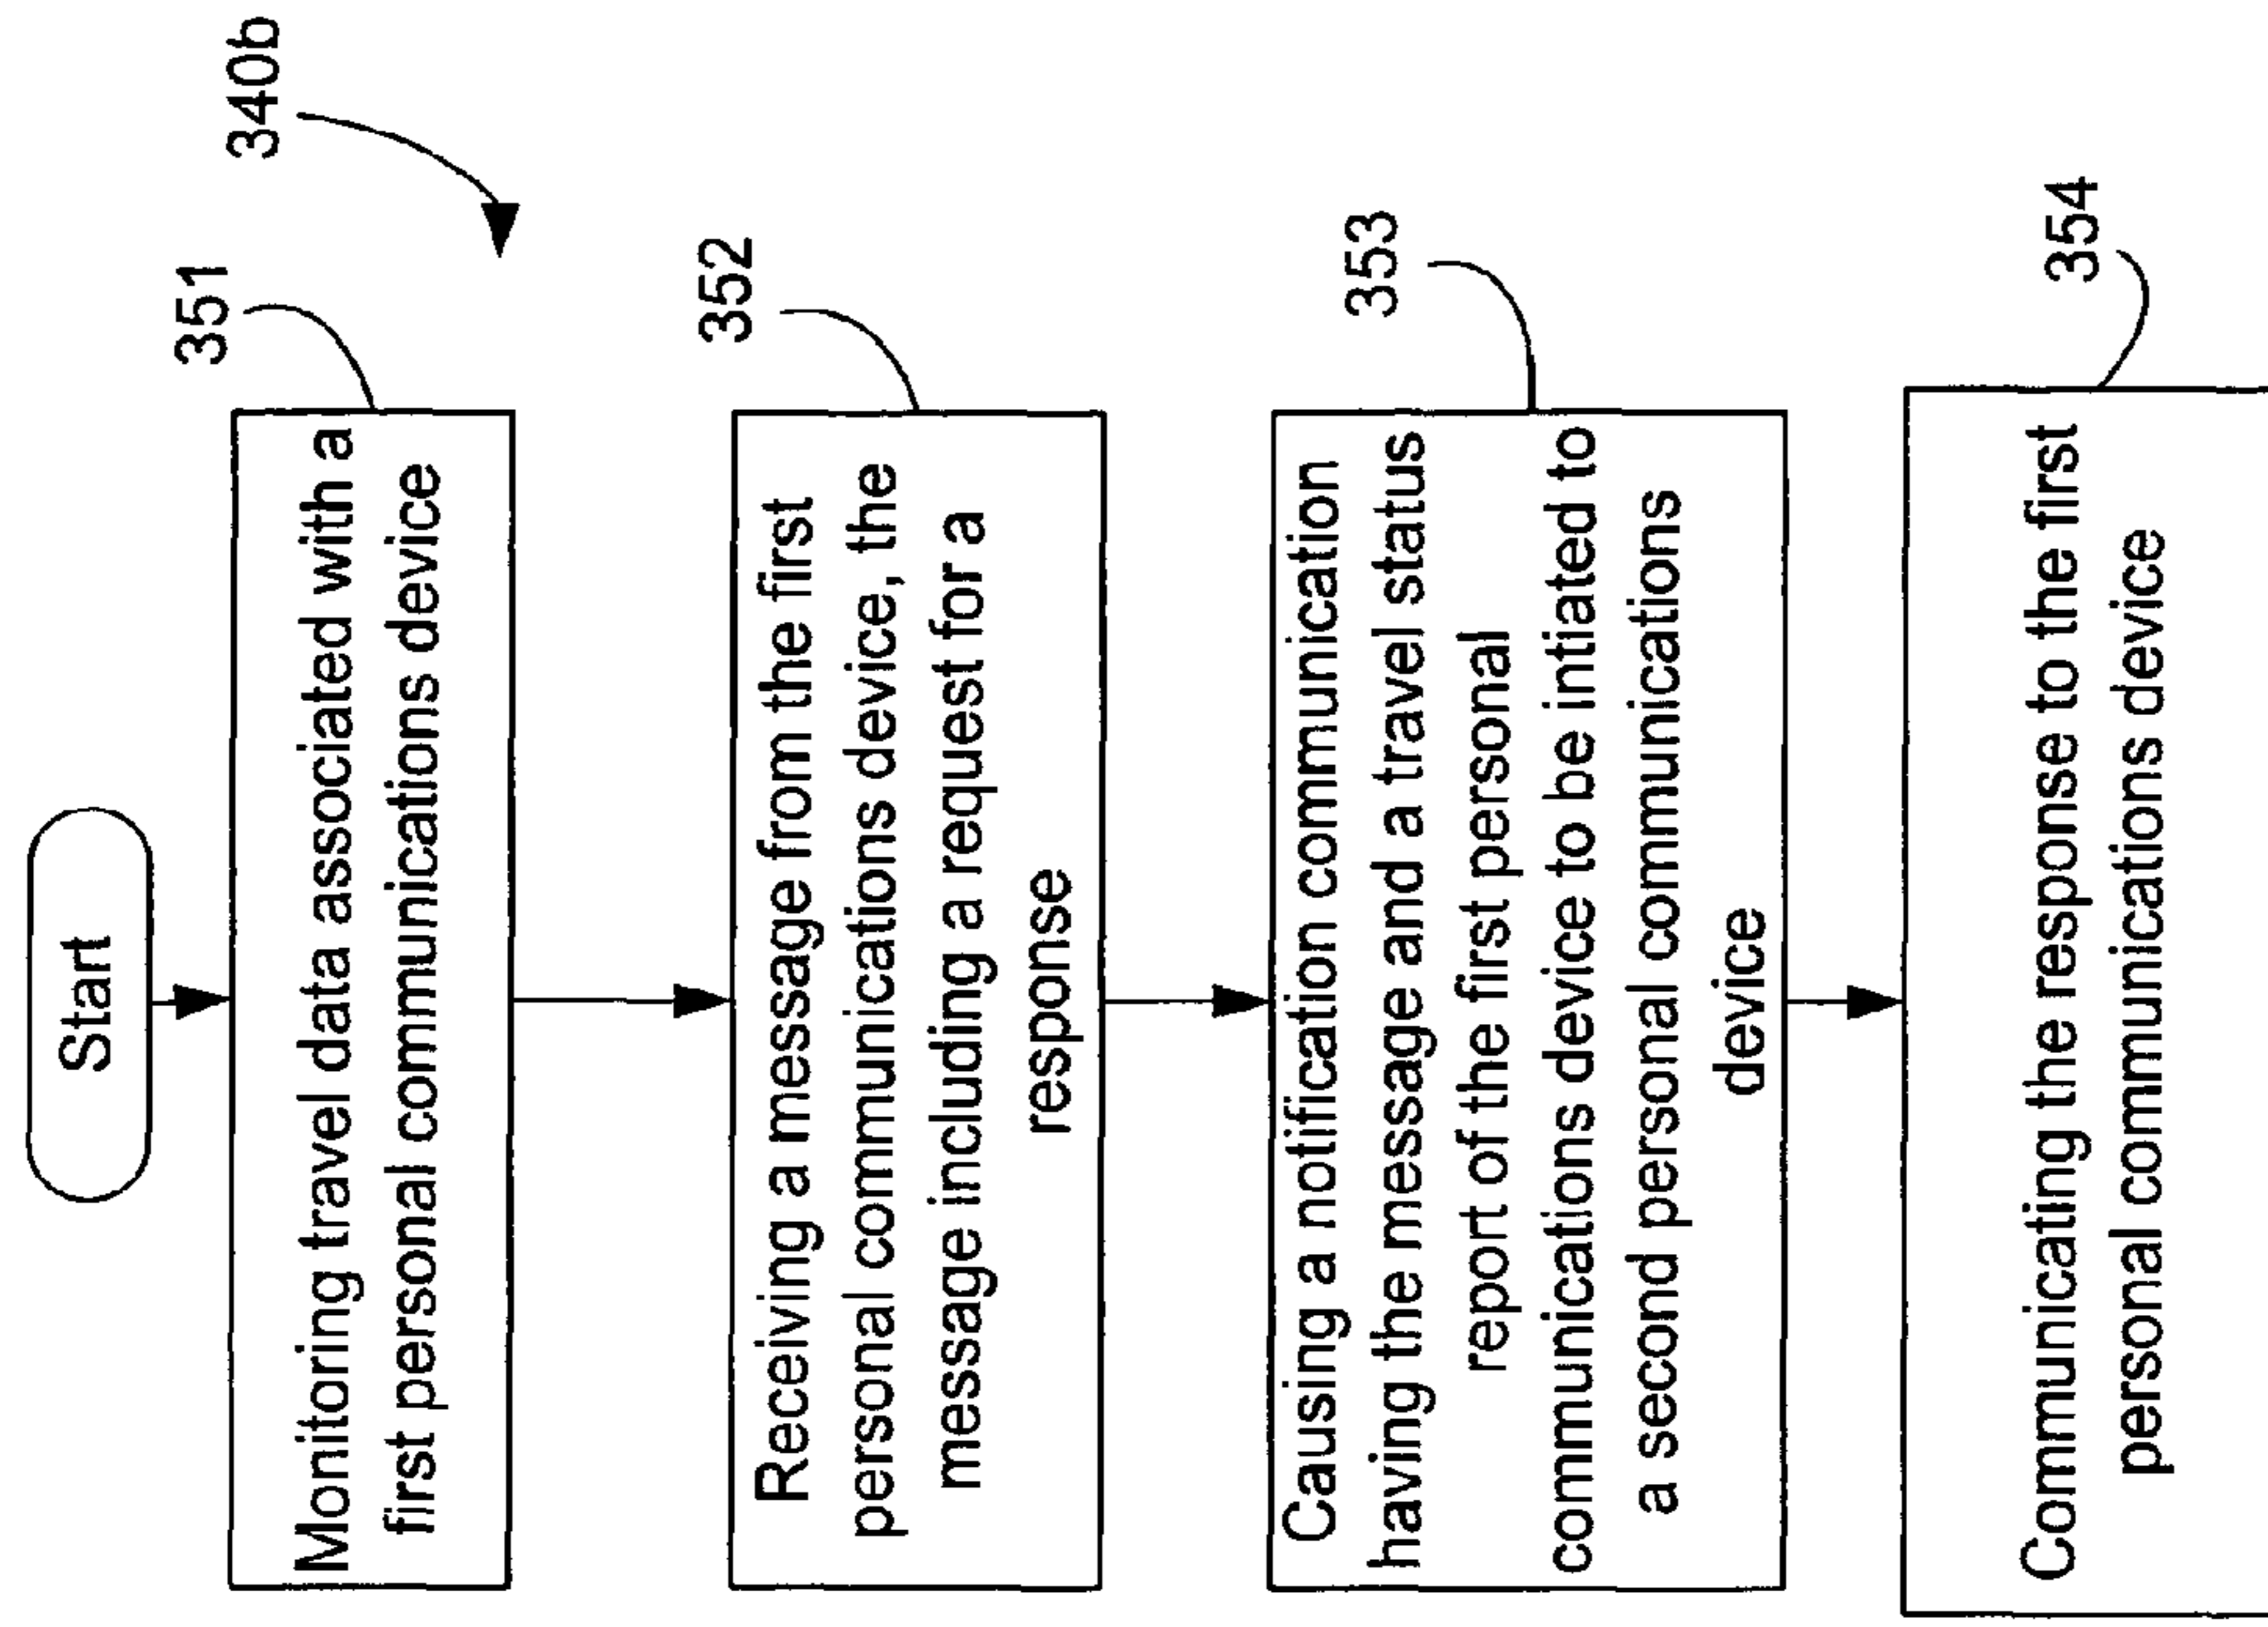 Start
340b
351
Monitoring travel data associated with a
first personal communications device
352
Receiving a message from the first
personal communications device, the
message including a request for a
response
353
Causing a notification communication
having the message and a travel status
report of the first personal
communications device to be intiated to
a second personal communications
device
354
Communicating the response to the first
personal communications device